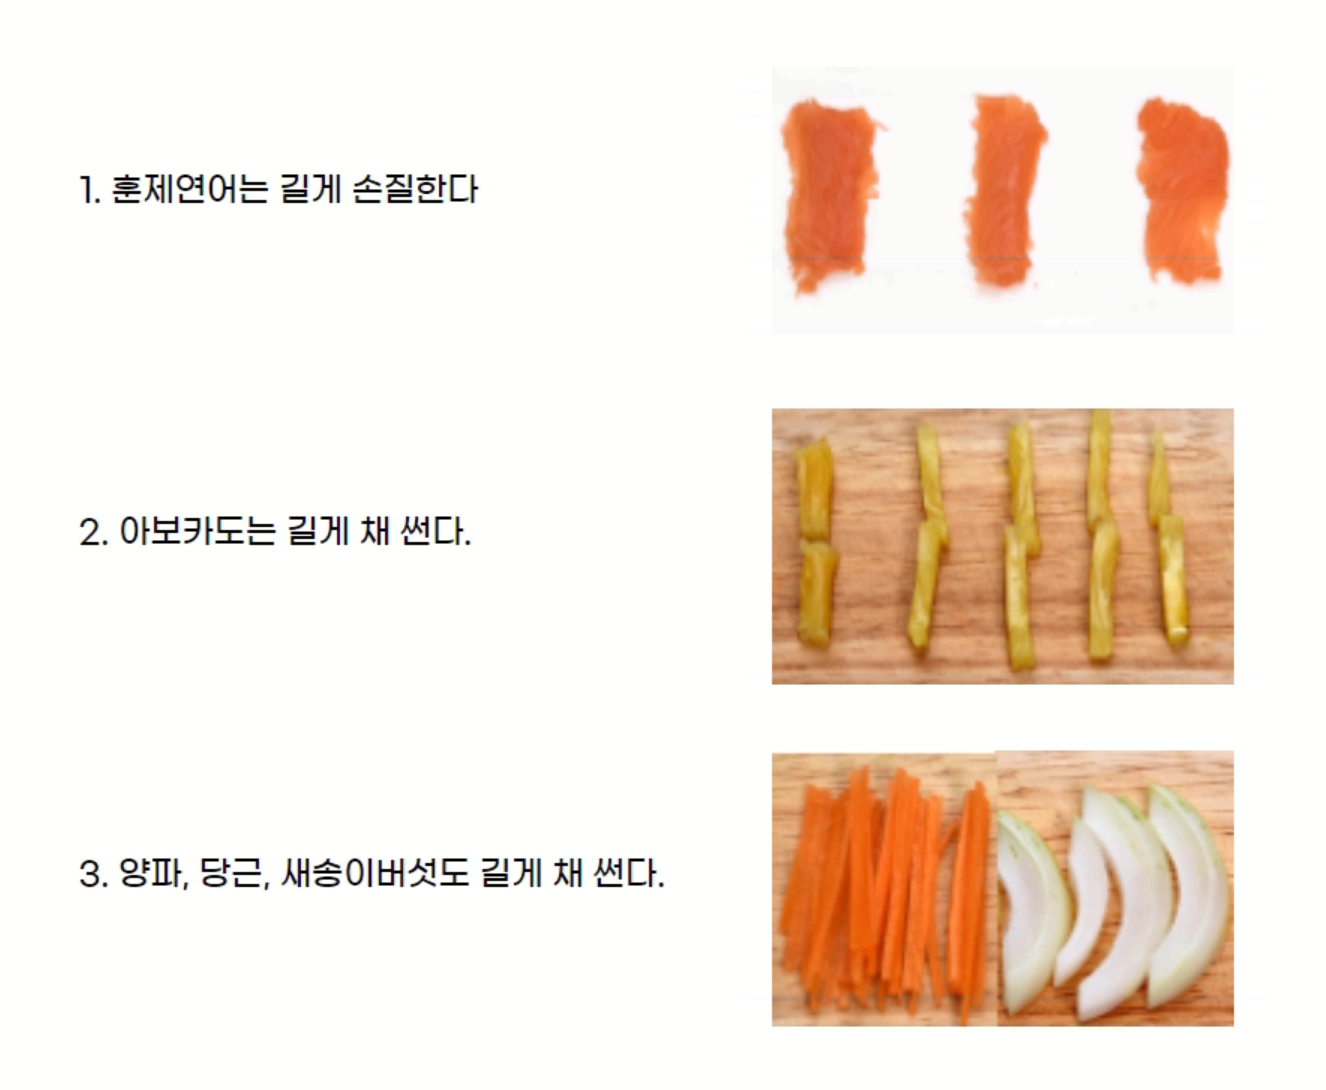 1. 훈제연어는 길게 손질한다
2. 아보카도는 길게 채 썬다.
3. 양파, 당근, 새송이버섯도 길게 채 썬다.